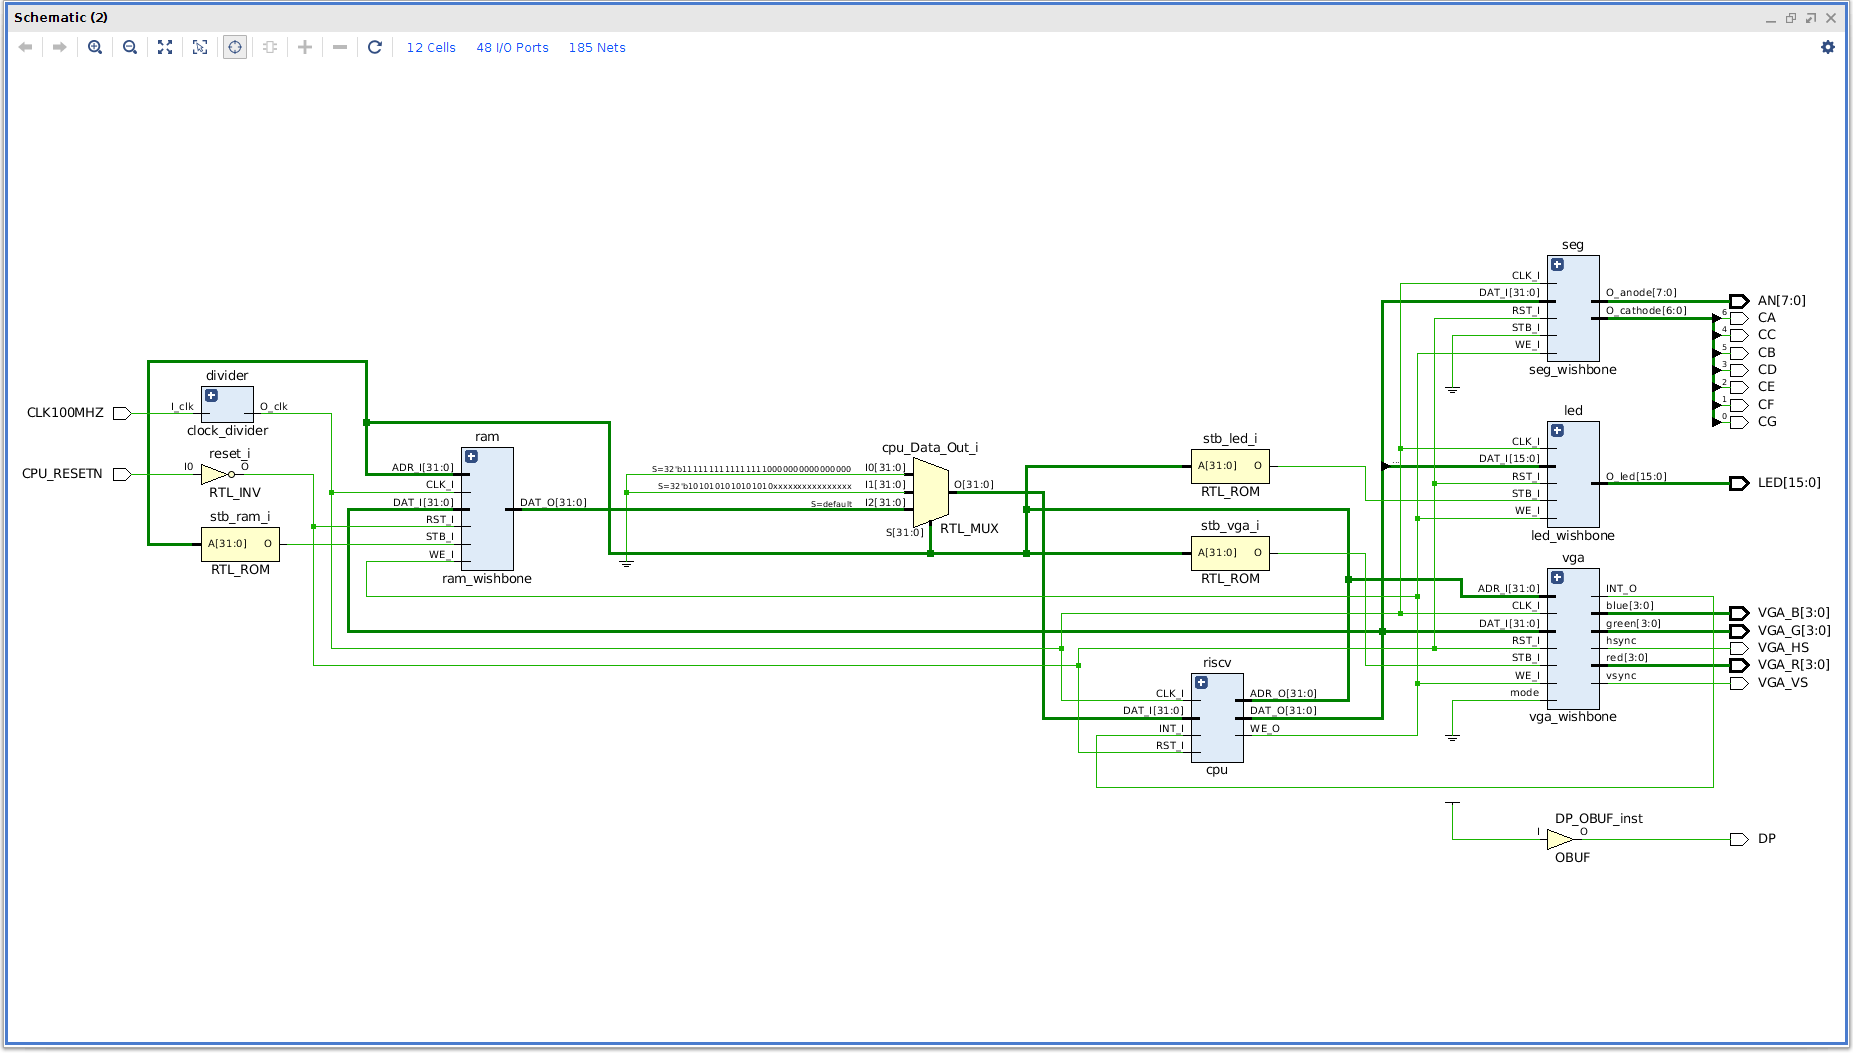 Schematic (2)
12 Cells 48 I/O Ports 185 Nets
CLK100MHZ
CPU_RESETN
divider
I_clk
O_clk
clock_divider
reset_i
I0
O
RTL_INV
stb_ram_i
A[31:0] O
RTL_ROM
ram
ADR_I[31:0]
CLK_I
DAT_I[31:0]
RST_I
STB_I
WE_I
DAT_O[31:0]
ram_wishbone
cpu_Data_Out_i
S=32'b11111111111111110000000000000000 I0[31:0]
S=32'b1010101010101010xxxxxxxxxxxxxxxx I1[31:0]
S=default I2[31:0]
S[31:0]
O[31:0]
RTL_MUX
stb_led_i
A[31:0] O
RTL_ROM
stb_vga_i
A[31:0] O
RTL_ROM
riscv
CLK_I
DAT_I[31:0]
INT_I
RST_I
ADR_O[31:0]
DAT_O[31:0]
WE_O
cpu
seg
CLK_I
DAT_I[31:0]
RST_I
STB_I
WE_I
O_anode[7:0]
O_cathode[6:0]
seg_wishbone
led
CLK_I
...
DAT_I[15:0]
RST_I
STB_I
WE_I
O_led[15:0]
led_wishbone
vga
ADR_I[31:0]
CLK_I
DAT_I[31:0]
RST_I
STB_I
WE_I
mode
INT_O
blue[3:0]
green[3:0]
hsync
red[3:0]
vsync
vga_wishbone
DP_OBUF_inst
I
O
OBUF
AN[7:0]
6 CA
4 CC
5 CB
3 CD
2 CE
1 CF
0 CG
LED[15:0]
VGA_B[3:0]
VGA_G[3:0]
VGA_HS
VGA_R[3:0]
VGA_VS
DP